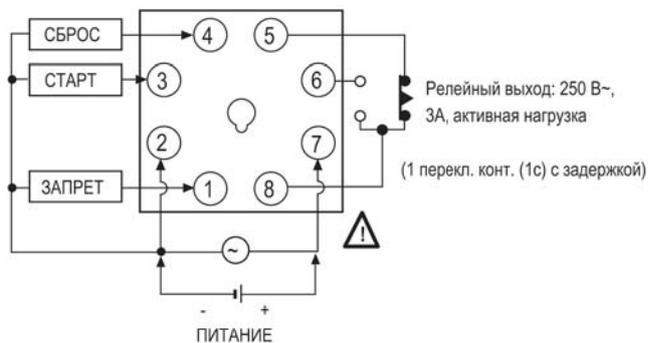 СБРОС
4
5
СТАРТ
3
6
Релейный выход: 250 В~,
3А, активная нагрузка
2
7
(1 перекл. конт. (1с) с задержкой)
ЗАПРЕТ
1
8
!
~
- +
ПИТАНИЕ